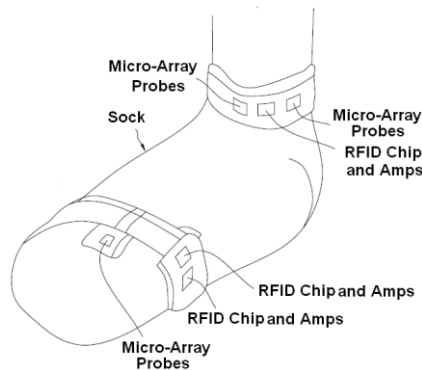 Micro-Array
Probes
Sock
Micro-Array
Probes
RFID Chip
and Amps
RFID Chip and Amps
RFID Chip and Amps
Micro-Array
Probes